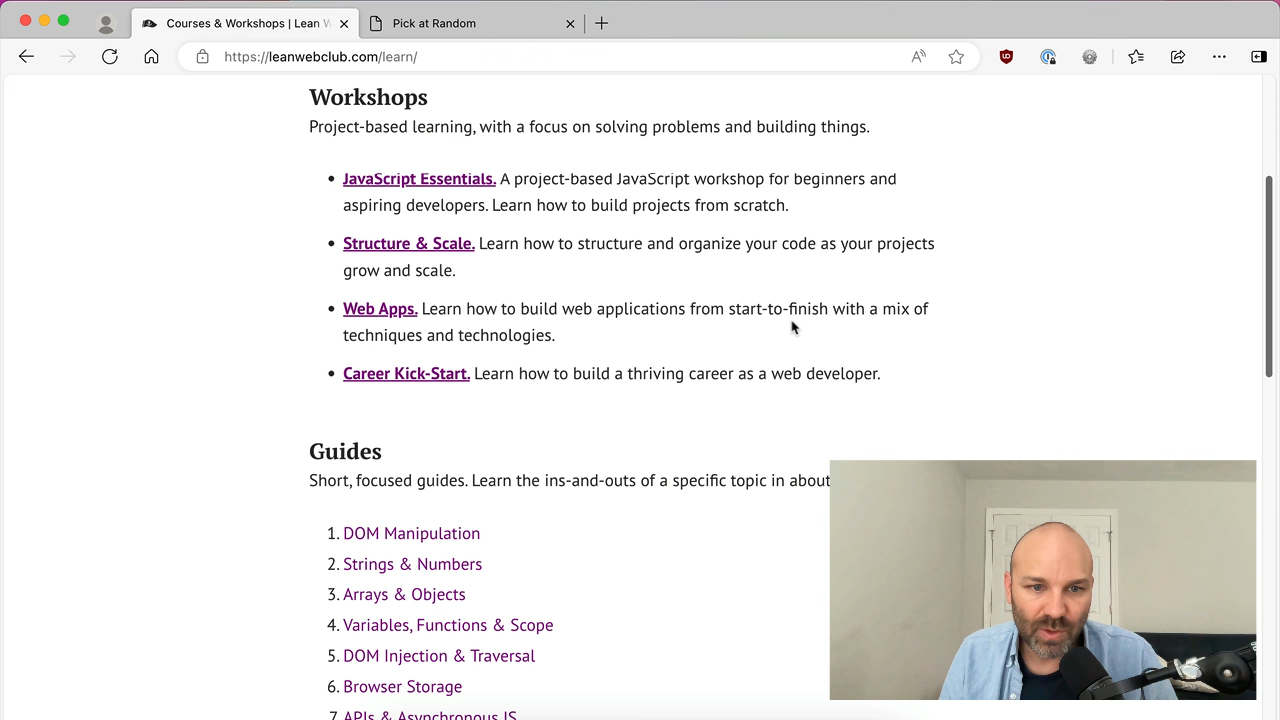 Courses & Workshops | Lean W
Pick at Random
https://leanwebclub.com/learn/
Workshops
Project-based learning, with a focus on solving problems and building things.
• JavaScript Essentials. A project-based JavaScript workshop for beginners and
aspiring developers. Learn how to build projects from scratch.
• Structure & Scale. Learn how to structure and organize your code as your projects
grow and scale.
• Web Apps. Learn how to build web applications from start-to-finish with a mix of
techniques and technologies.
• Career Kick-Start. Learn how to build a thriving career as a web developer.
Guides
Short, focused guides. Learn the ins-and-outs of a specific topic in about
1. DOM Manipulation
2. Strings & Numbers
3. Arrays & Objects
4. Variables, Functions & Scope
5. DOM Injection & Traversal
6. Browser Storage
7. APIs & Asynchronous JS